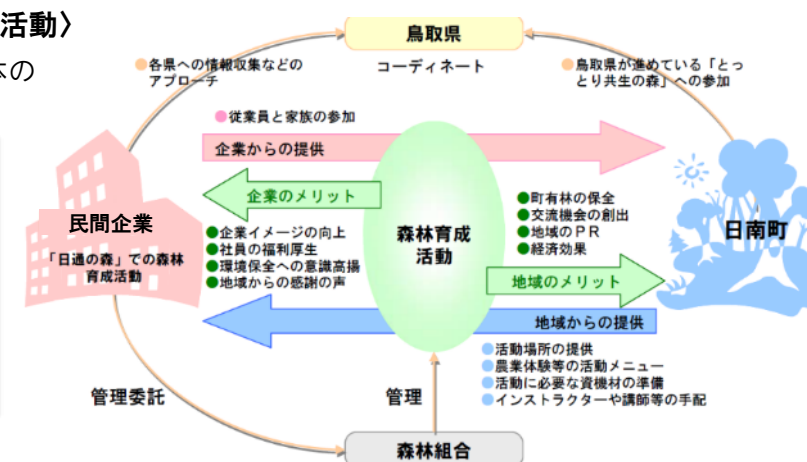 活動〉
体の
鳥取県
コーディネート
●各県への情報収集などの
アプローチ
●鳥取県が進めている「とっ
とり共生の森」への参加
●従業員と家族の参加
企業からの提供
企業のメリット
●企業イメージの向上
●社員の福利厚生
●環境保全への意識高揚
●地域からの感謝の声
民間企業
「日通の森」での森林
育成活動
森林育成
活動
●町有林の保全
●交流機会の創出
●地域のPR
●経済効果
地域のメリット
日南町
地域からの提供
●活動場所の提供
●農業体験等の活動メニュー
●活動に必要な資機材の準備
●インストラクターや講師等の手配
管理委託
管理
森林組合